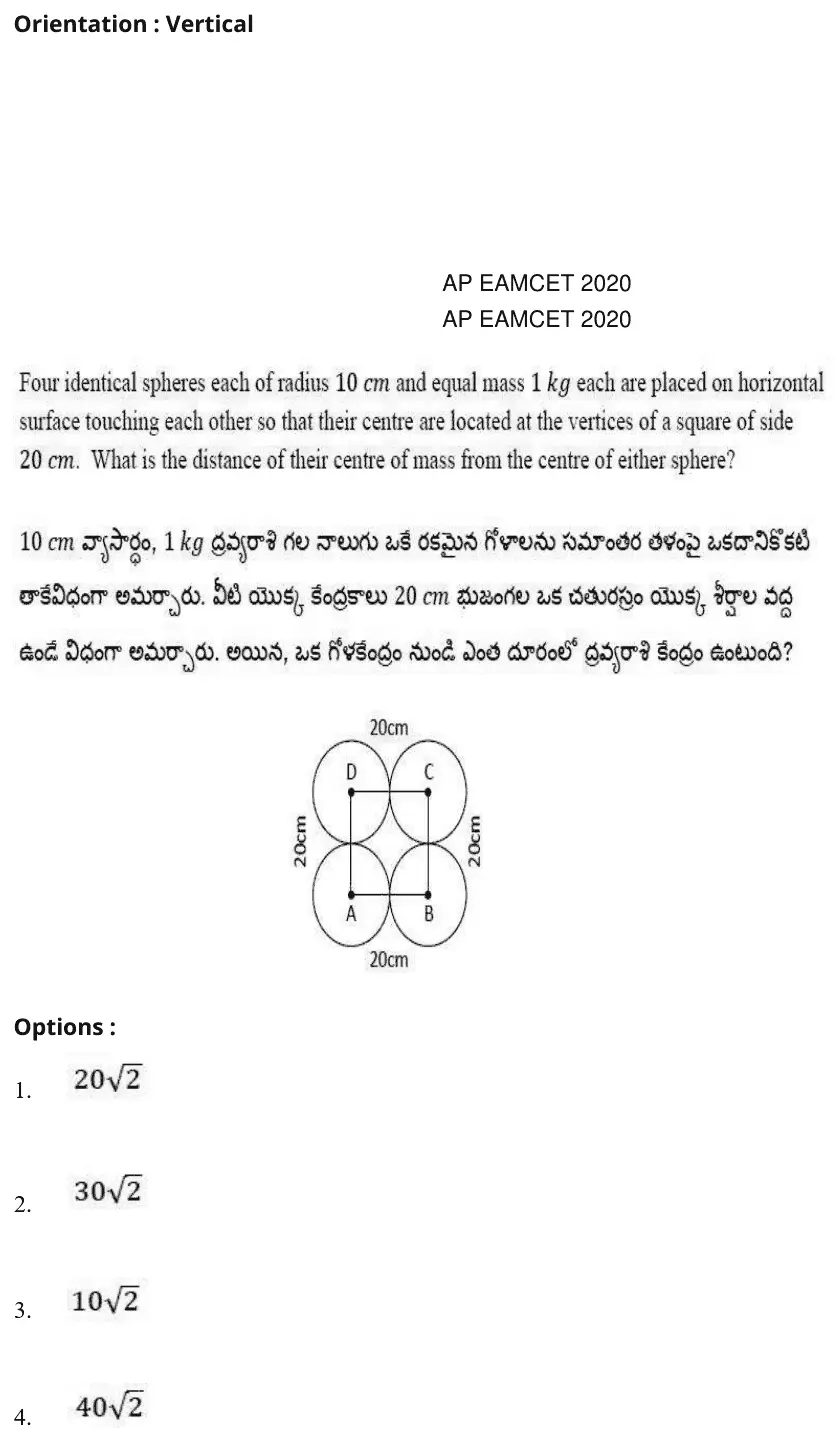 Orientation : Vertical
AP EAMCET 2020
AP EAMCET 2020
Four identical spheres each of radius 10 cm and equal mass 1 kg each are placed on horizontal
surface touching each other so that their centre are located at the vertices of a square of side
20 cm. What is the distance of their centre of mass from the centre of either sphere?
10 cm వ్యాసార్ధం, 1 kg ద్రవ్యరాశి గల నాలుగు ఒకే రకమైన గోళాలను సమాంతర తళంపై ఒకదానికొకటి
తాకేవిధంగా అమర్చారు. వీటి యొక్క కేంద్రకాలు 20 cm భుజంగల ఒక చతురస్రం యొక్క శీర్షాల వద్ద
ఉండే విధంగా అమర్చారు. అయిన, ఒక గోళకేంద్రం నుండి ఎంత దూరంలో ద్రవ్యరాశి కేంద్రం ఉంటుంది?
20cm
D C
20cm 20cm
A B
20cm
Options :
1. 20√2
2. 30√2
3. 10√2
4. 40√2